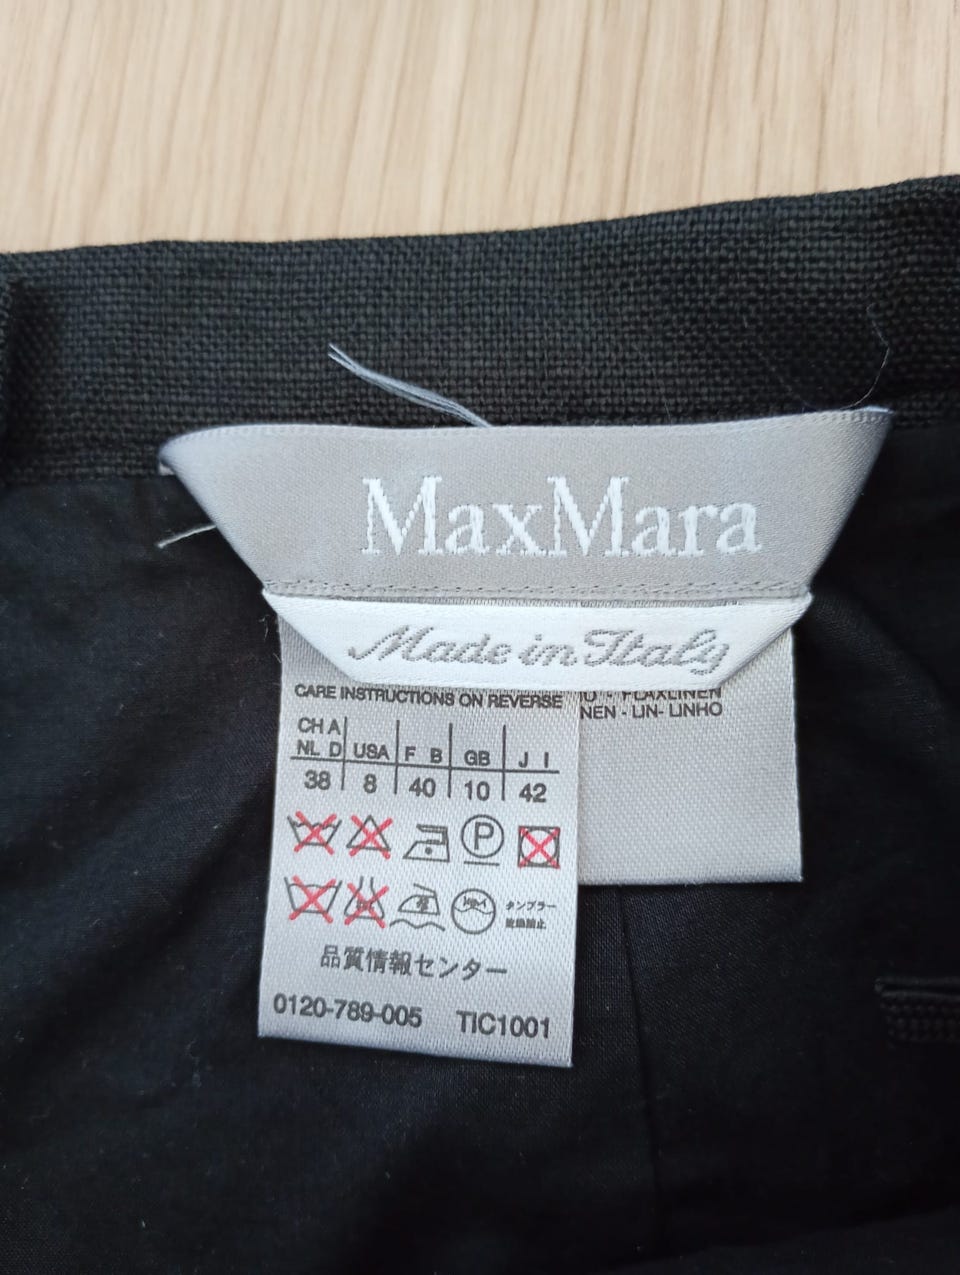 MaxMara
Made in Italy
CARE INSTRUCTIONS ON REVERSE
- FLAXLINEN
NEN - LIN- LINHO
CH A
NL D USA F B GB J I
38 8 40 10 42
P
タンブラー
乾燥禁止
品質情報センター
0120-789-005 TIC1001